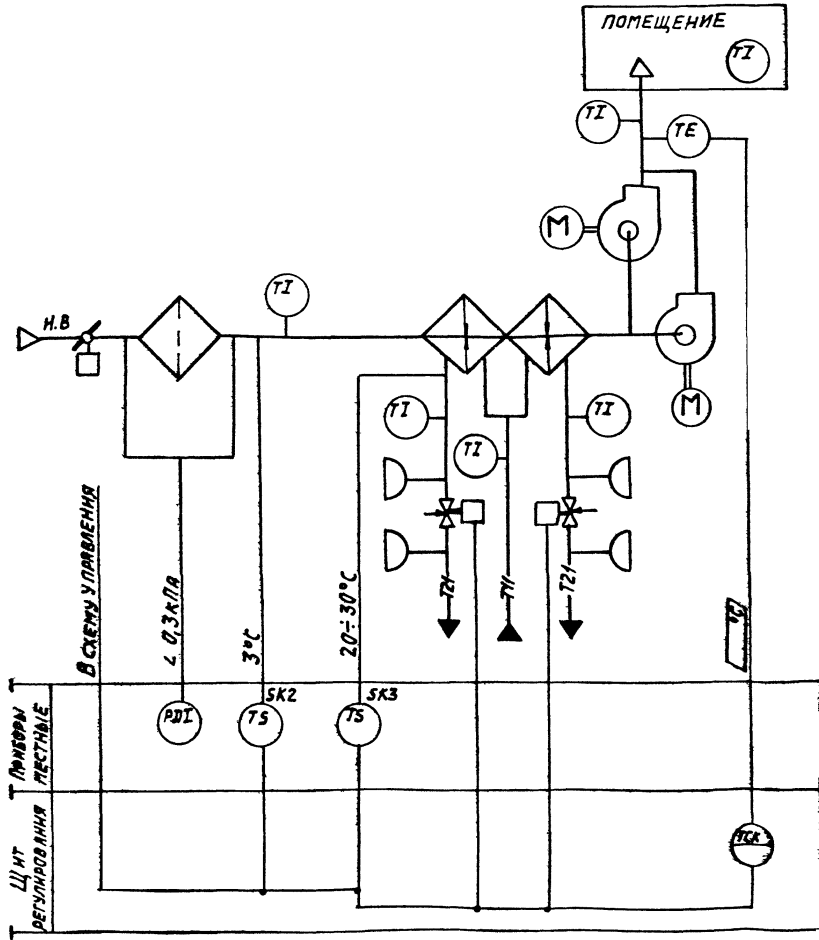 ПОМЕЩЕНИЕ
TI
TI
TE
M
TI
Н.В
M
TI
TI
TI
В СХЕМУ УПРАВЛЕНИЯ
< 0,3 кПа
3°С
20÷30°С
T21
T11
T21
°С
SK2
SK3
PDI
TS
TS
ПРИБОРЫ
МЕСТНЫЕ
ТСК
ЩИТ
РЕГУЛИРОВАНИЯ